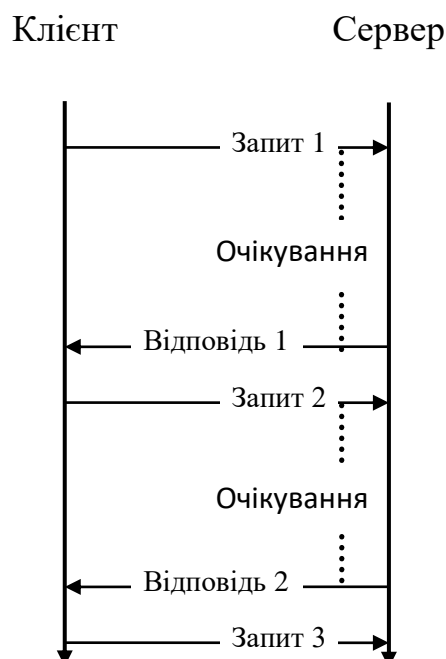 Клієнт Сервер
Запит 1
Очікування
Відповідь 1
Запит 2
Очікування
Відповідь 2
Запит 3